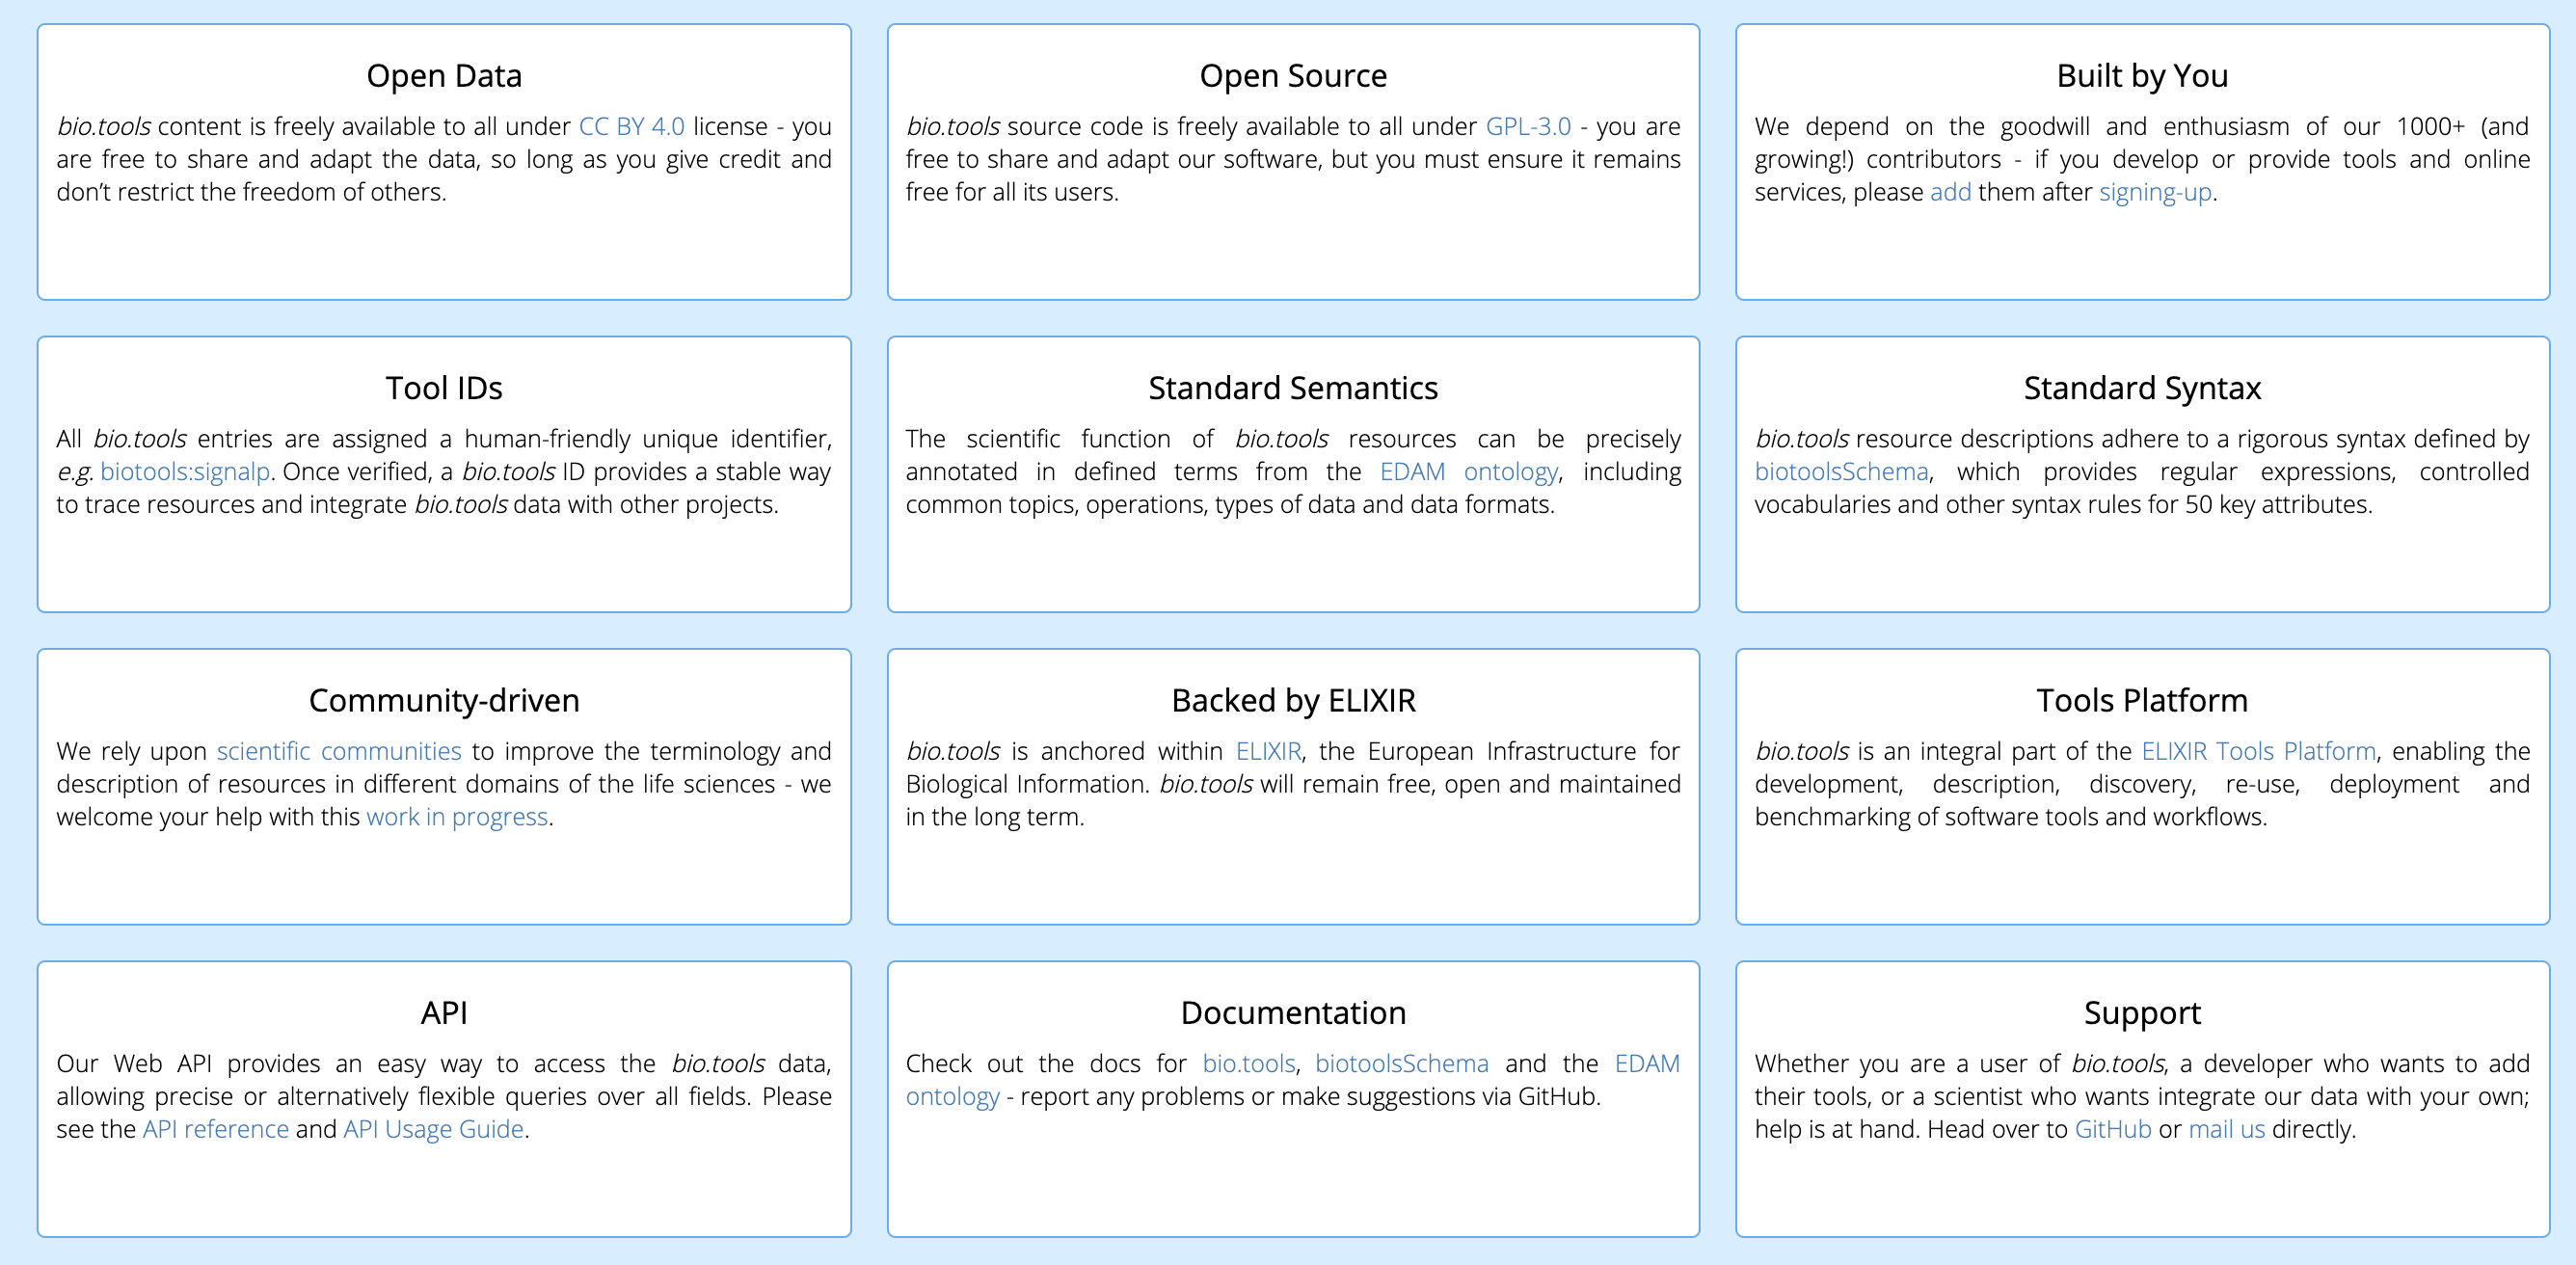 Open Data
bio.tools content is freely available to all under CC BY 4.0 license - you
are free to share and adapt the data, so long as you give credit and
don’t restrict the freedom of others.
Open Source
bio.tools source code is freely available to all under GPL-3.0 - you are
free to share and adapt our software, but you must ensure it remains
free for all its users.
Built by You
We depend on the goodwill and enthusiasm of our 1000+ (and
growing!) contributors - if you develop or provide tools and online
services, please add them after signing-up.
Tool IDs
All bio.tools entries are assigned a human-friendly unique identifier,
e.g. biotools:signalp. Once verified, a bio.tools ID provides a stable way
to trace resources and integrate bio.tools data with other projects.
Standard Semantics
The scientific function of bio.tools resources can be precisely
annotated in defined terms from the EDAM ontology, including
common topics, operations, types of data and data formats.
Standard Syntax
bio.tools resource descriptions adhere to a rigorous syntax defined by
biotoolsSchema, which provides regular expressions, controlled
vocabularies and other syntax rules for 50 key attributes.
Community-driven
We rely upon scientific communities to improve the terminology and
description of resources in different domains of the life sciences - we
welcome your help with this work in progress.
Backed by ELIXIR
bio.tools is anchored within ELIXIR, the European Infrastructure for
Biological Information. bio.tools will remain free, open and maintained
in the long term.
Tools Platform
bio.tools is an integral part of the ELIXIR Tools Platform, enabling the
development, description, discovery, re-use, deployment and
benchmarking of software tools and workflows.
API
Our Web API provides an easy way to access the bio.tools data,
allowing precise or alternatively flexible queries over all fields. Please
see the API reference and API Usage Guide.
Documentation
Check out the docs for bio.tools, biotoolsSchema and the EDAM
ontology - report any problems or make suggestions via GitHub.
Support
Whether you are a user of bio.tools, a developer who wants to add
their tools, or a scientist who wants integrate our data with your own;
help is at hand. Head over to GitHub or mail us directly.